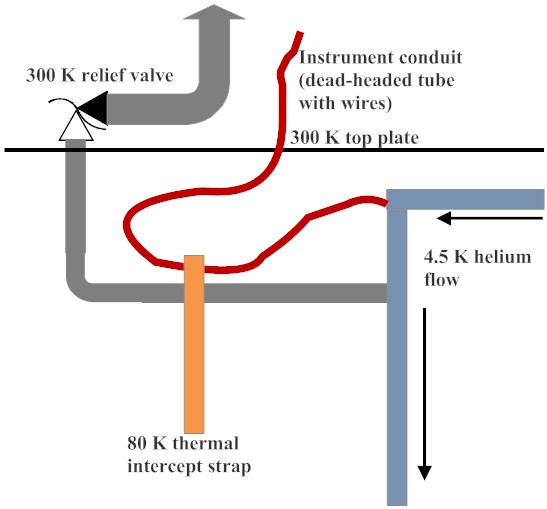 300 K relief valve
Instrument conduit
(dead-headed tube
with wires)
300 K top plate
4.5 K helium
flow
80 K thermal
intercept strap